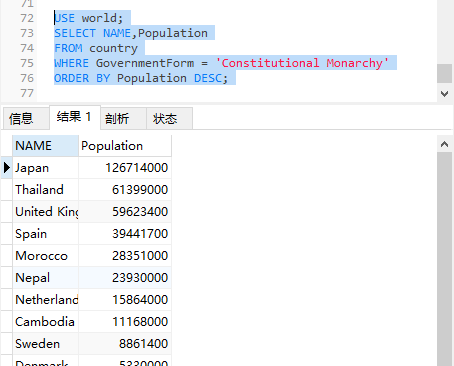 71
72 USE world;
73 SELECT NAME,Population
74 FROM country
75 WHERE GovernmentForm = 'Constitutional Monarchy'
76 ORDER BY Population DESC;
77
信息 结果 1 剖析 状态
NAME Population
Japan 126714000
Thailand 61399000
United King 59623400
Spain 39441700
Morocco 28351000
Nepal 23930000
Netherland 15864000
Cambodia 11168000
Sweden 8861400
Denmark 5330000